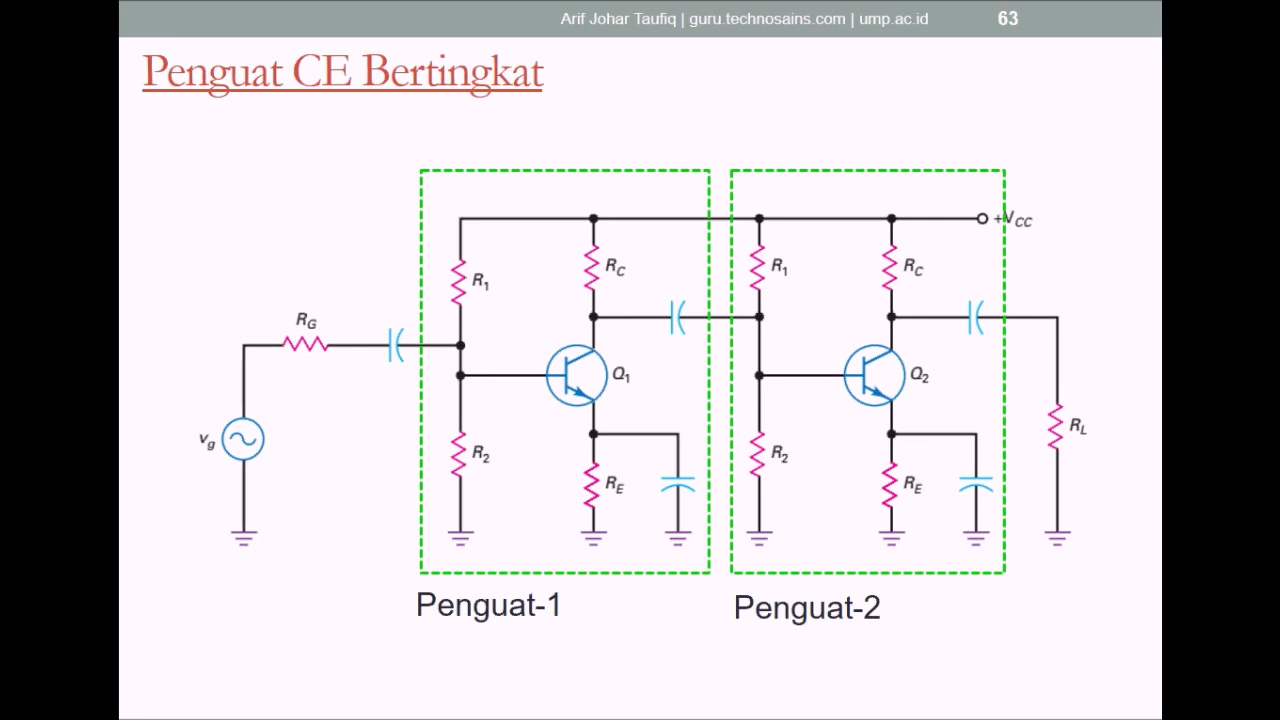 Arif Johar Taufiq | guru.technosains.com | ump.ac.id 63
Penguat CE Bertingkat
+VCC
R1
RC
R1
RC
RG
Q1
Q2
vg
R2
RE
R2
RE
RL
Penguat-1
Penguat-2